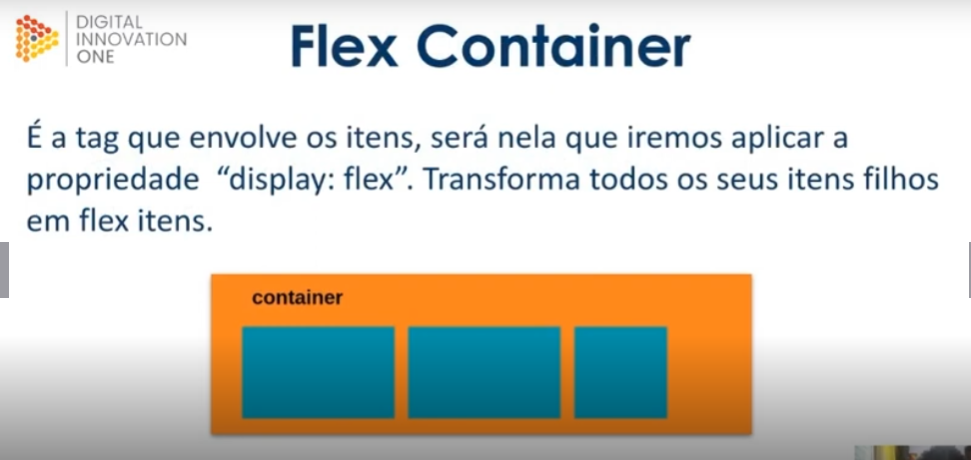 DIGITAL
INNOVATION
ONE
Flex Container
É a tag que envolve os itens, será nela que iremos aplicar a
propriedade “display: flex”. Transforma todos os seus itens filhos
em flex itens.
container